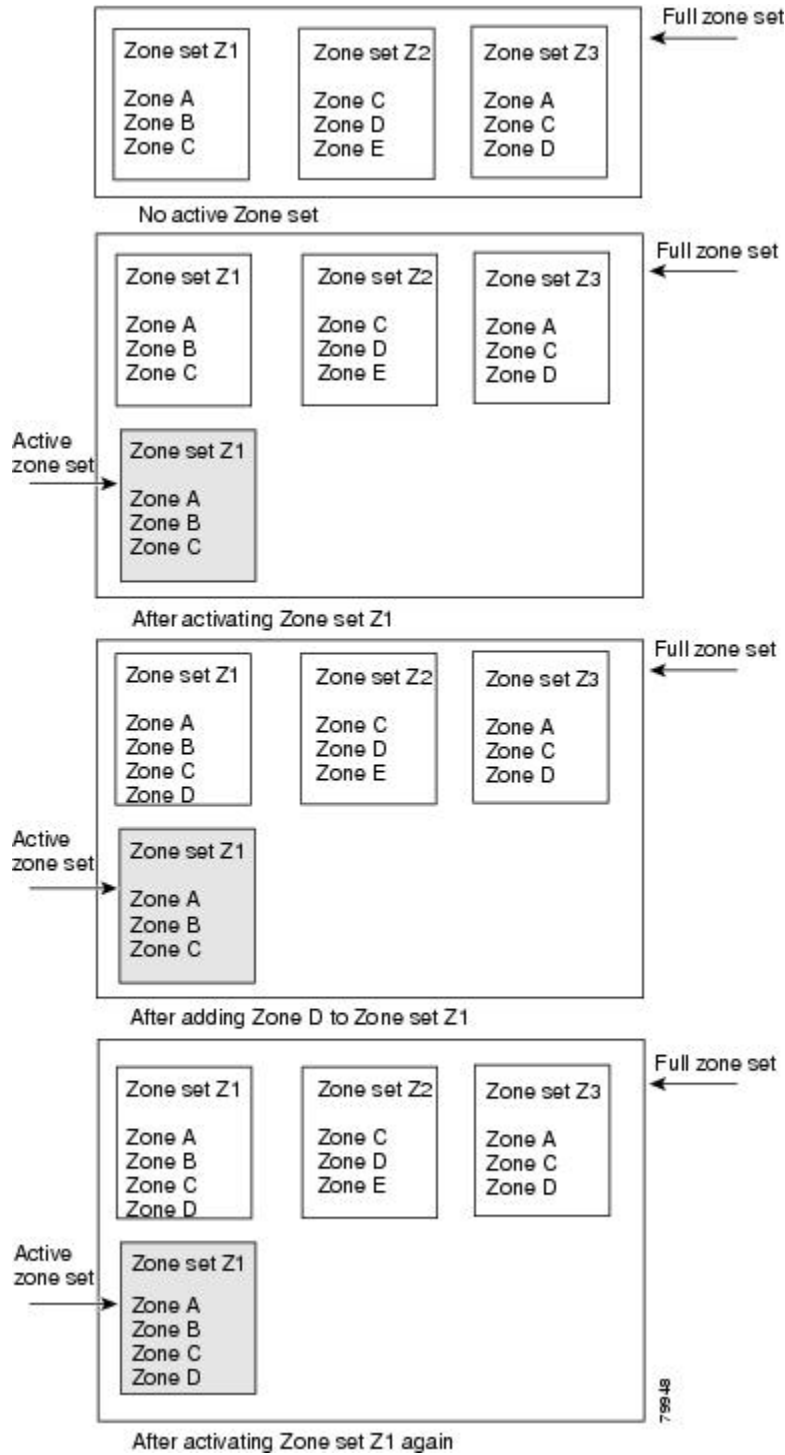 Full zone set
Zone set Z1
Zone A
Zone B
Zone C
Zone set Z2
Zone C
Zone D
Zone E
Zone set Z3
Zone A
Zone C
Zone D
No active Zone set
Full zone set
Zone set Z1
Zone A
Zone B
Zone C
Zone set Z2
Zone C
Zone D
Zone E
Zone set Z3
Zone A
Zone C
Zone D
Active
zone set
Zone set Z1
Zone A
Zone B
Zone C
After activating Zone set Z1
Full zone set
Zone set Z1
Zone A
Zone B
Zone C
Zone D
Zone set Z2
Zone C
Zone D
Zone E
Zone set Z3
Zone A
Zone C
Zone D
Active
zone set
Zone set Z1
Zone A
Zone B
Zone C
After adding Zone D to Zone set Z1
Full zone set
Zone set Z1
Zone A
Zone B
Zone C
Zone D
Zone set Z2
Zone C
Zone D
Zone E
Zone set Z3
Zone A
Zone C
Zone D
Active
zone set
Zone set Z1
Zone A
Zone B
Zone C
Zone D
79948
After activating Zone set Z1 again